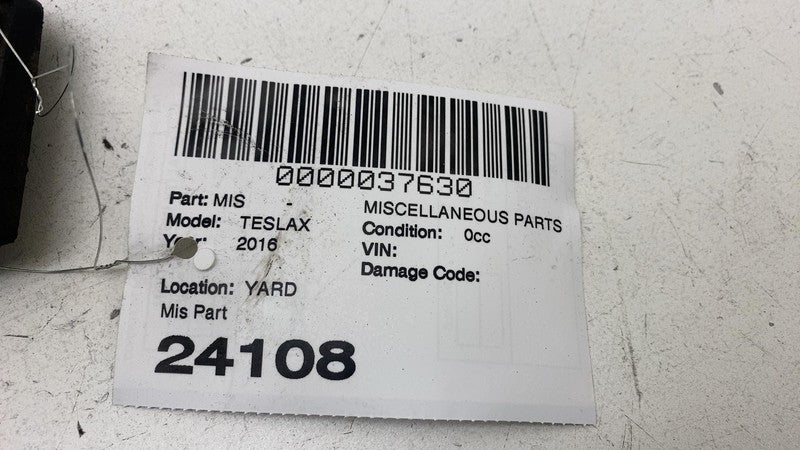 0000037630
Part: MIS - MISCELLANEOUS PARTS
Model: TESLAX Condition: 0cc
Year: 2016 VIN:
Damage Code:
Location: YARD
Mis Part
24108